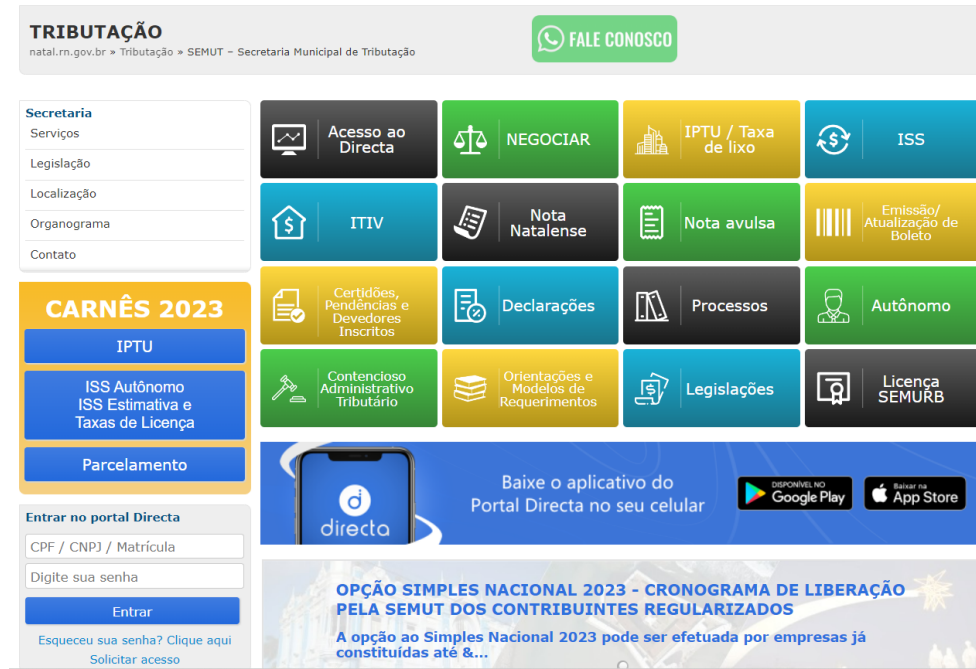 TRIBUTAÇÃO
natal.rn.gov.br » Tributação » SEMUT – Secretaria Municipal de Tributação
FALE CONOSCO
Secretaria
Serviços
Legislação
Localização
Organograma
Contato
CARNÊS 2023
IPTU
ISS Autônomo
ISS Estimativa e
Taxas de Licença
Parcelamento
Entrar no portal Directa
CPF / CNPJ / Matrícula
Digite sua senha
Entrar
Esqueceu sua senha? Clique aqui
Solicitar acesso
Acesso ao
Directa
NEGOCIAR
IPTU / Taxa
de lixo
ISS
ITIV
Nota
Natalense
Nota avulsa
Emissão/
Atualização de
Boleto
Certidões,
Pendências e
Devedores
Inscritos
Declarações
Processos
Autônomo
Contencioso
Administrativo
Tributário
Orientações e
Modelos de
Requerimentos
Legislações
Licença
SEMURB
directa
Baixe o aplicativo do
Portal Directa no seu celular
DISPONÍVEL NO
Google Play
Baixar na
App Store
OPÇÃO SIMPLES NACIONAL 2023 - CRONOGRAMA DE LIBERAÇÃO
PELA SEMUT DOS CONTRIBUINTES REGULARIZADOS
A opção ao Simples Nacional 2023 pode ser efetuada por empresas já
constituídas até &...